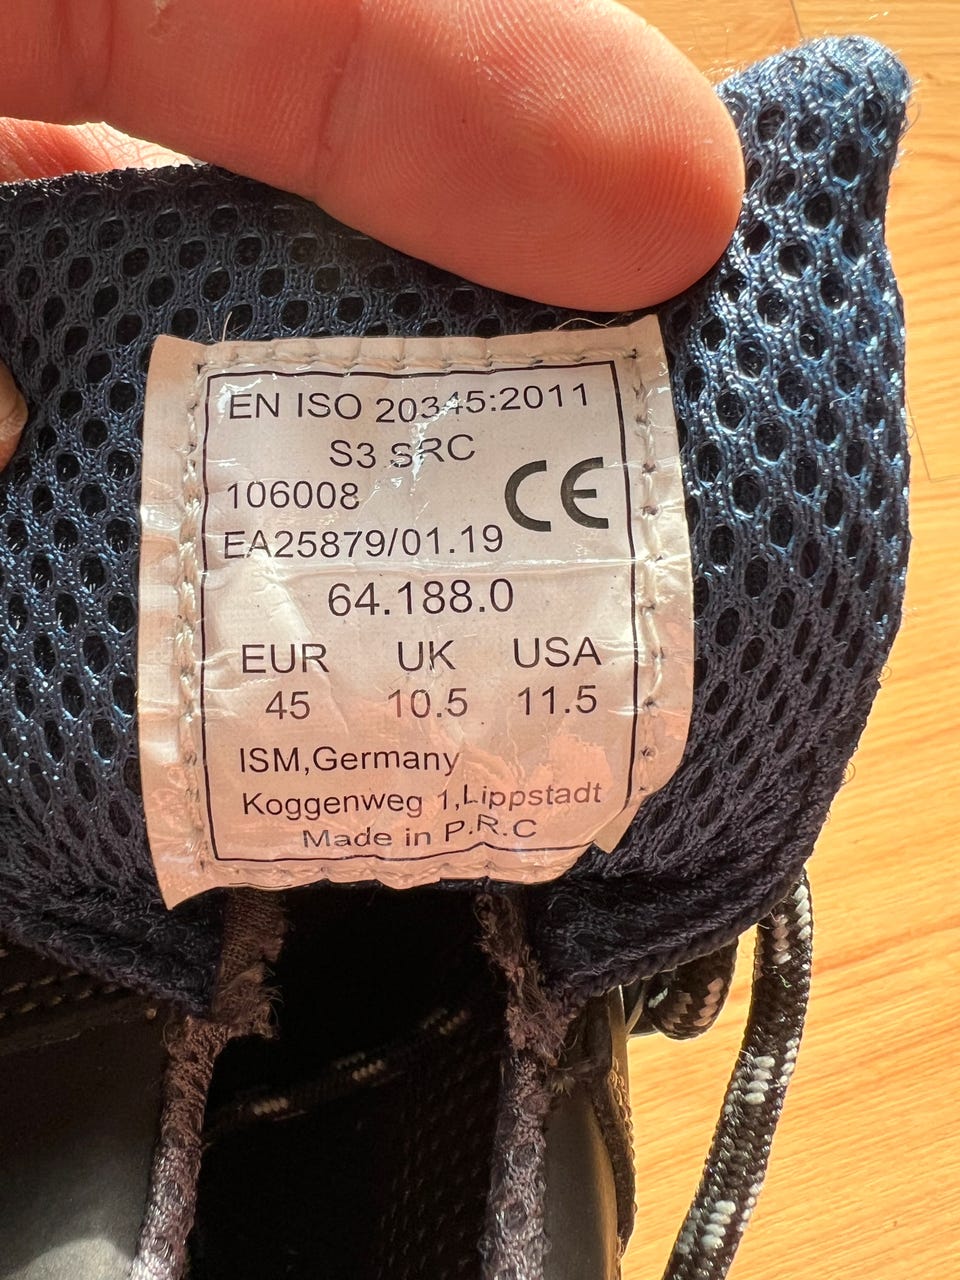 EN ISO 20345:2011
S3 SRC
106008
CE
EA25879/01.19
64.188.0
EUR UK USA
45 10.5 11.5
ISM,Germany
Koggenweg 1,Lippstadt
Made in P.R.C